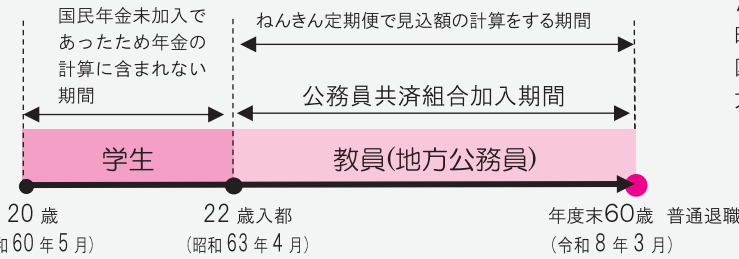 国民年金未加入で
あったため年金の
計算に含まれない
期間
ねんきん定期便で見込額の計算をする期間
公務員共済組合加入期間
学生
教員(地方公務員)
20 歳
和60年5月）
22 歳入都
（昭和63年4月）
年度末60歳 普通退職
（令和8年3月）